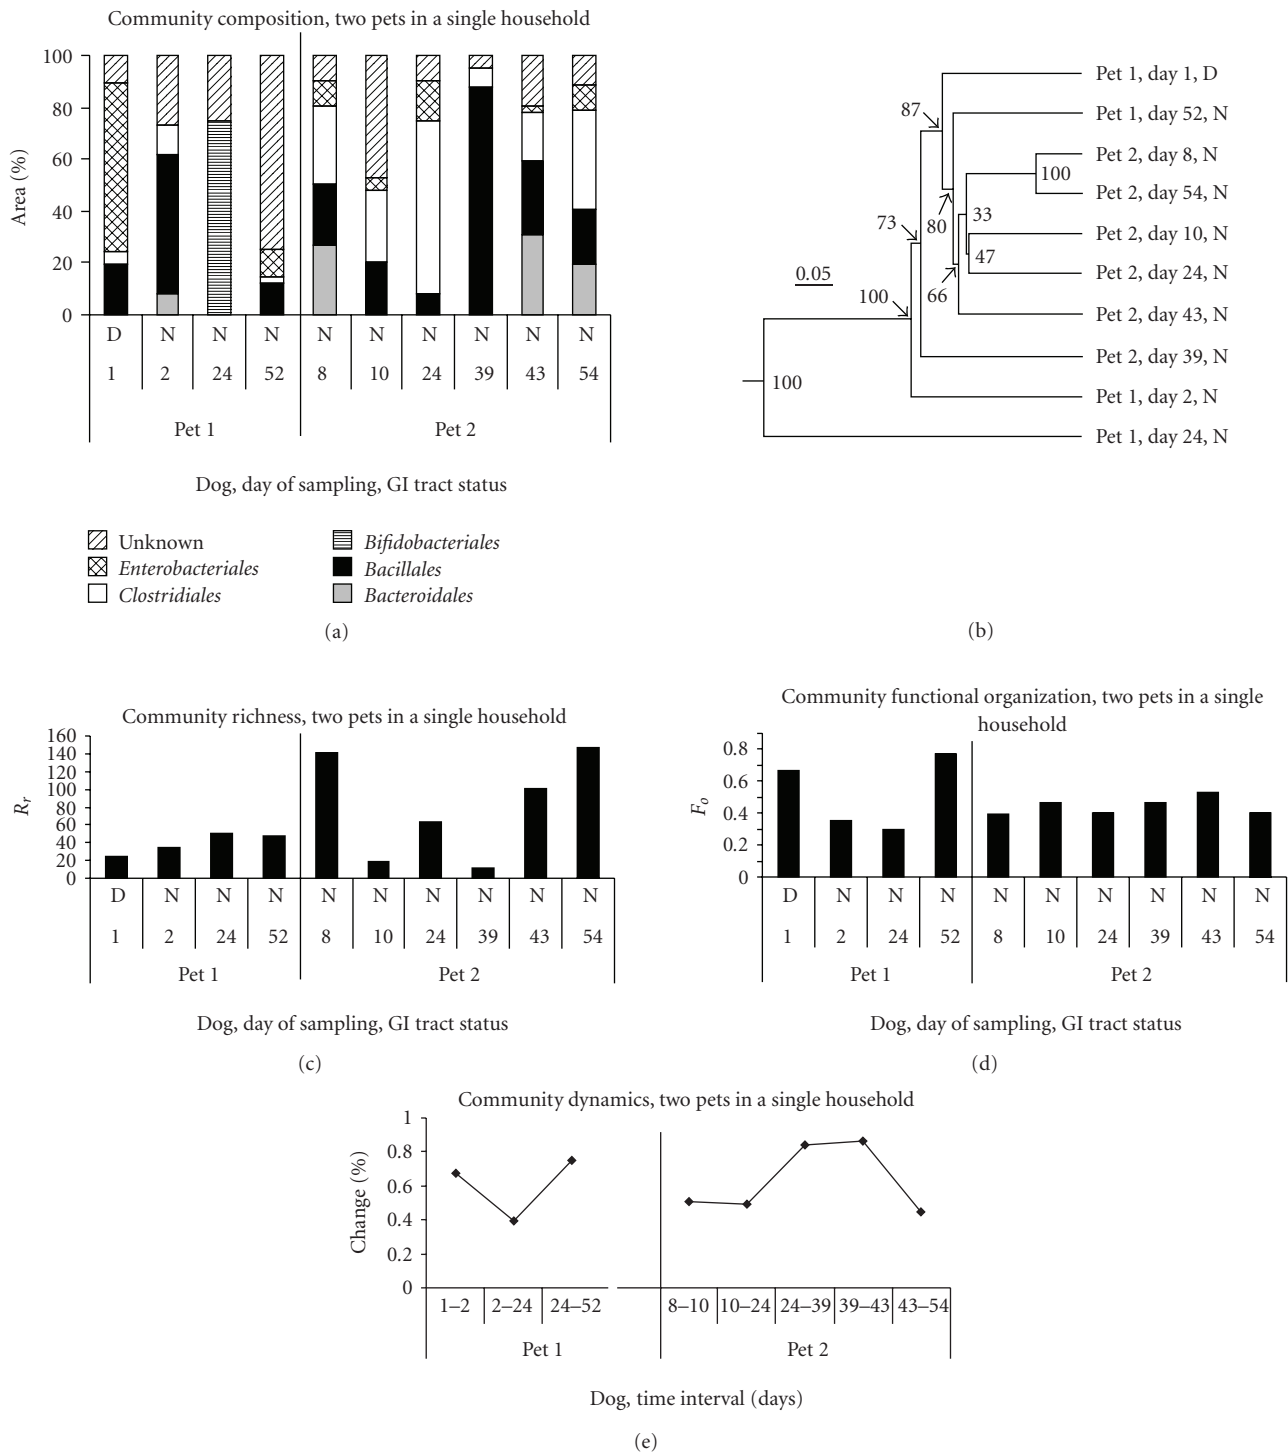 Community composition, two pets in a single household
Area (%)
100
80
60
40
20
0
D N N N N N N N N N
1 2 24 52 8 10 24 39 43 54
Pet 1 Pet 2
Dog, day of sampling, GI tract status
Unknown Bifidobacteriales
Enterobacteriales Bacillales
Clostridiales Bacteroidales
(a)
Pet 1, day 1, D
87
Pet 1, day 52, N
Pet 2, day 8, N
100
Pet 2, day 54, N
33
80
73
Pet 2, day 10, N
47
Pet 2, day 24, N
0.05
66
100
Pet 2, day 43, N
Pet 2, day 39, N
100
Pet 1, day 2, N
Pet 1, day 24, N
(b)
Community richness, two pets in a single household
Rr
160
140
120
100
80
60
40
20
0
D N N N N N N N N N
1 2 24 52 8 10 24 39 43 54
Pet 1 Pet 2
Dog, day of sampling, GI tract status
(c)
Community functional organization, two pets in a single
household
Fo
0.8
0.6
0.4
0.2
0
D N N N N N N N N N
1 2 24 52 8 10 24 39 43 54
Pet 1 Pet 2
Dog, day of sampling, GI tract status
(d)
Community dynamics, two pets in a single household
Change (%)
1
0.8
0.6
0.4
0.2
0
1–2 2–24 24–52 8–10 10–24 24–39 39–43 43–54
Pet 1 Pet 2
Dog, time interval (days)
(e)